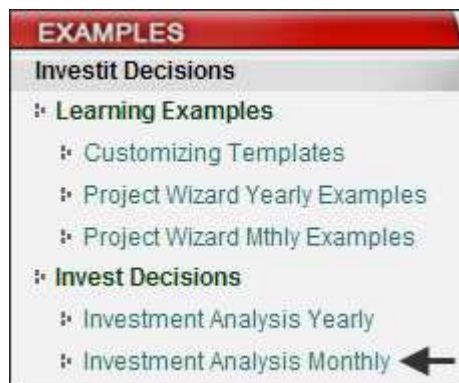 EXAMPLES
Investit Decisions
Learning Examples
Customizing Templates
Project Wizard Yearly Examples
Project Wizard Mthly Examples
Invest Decisions
Investment Analysis Yearly
Investment Analysis Monthly